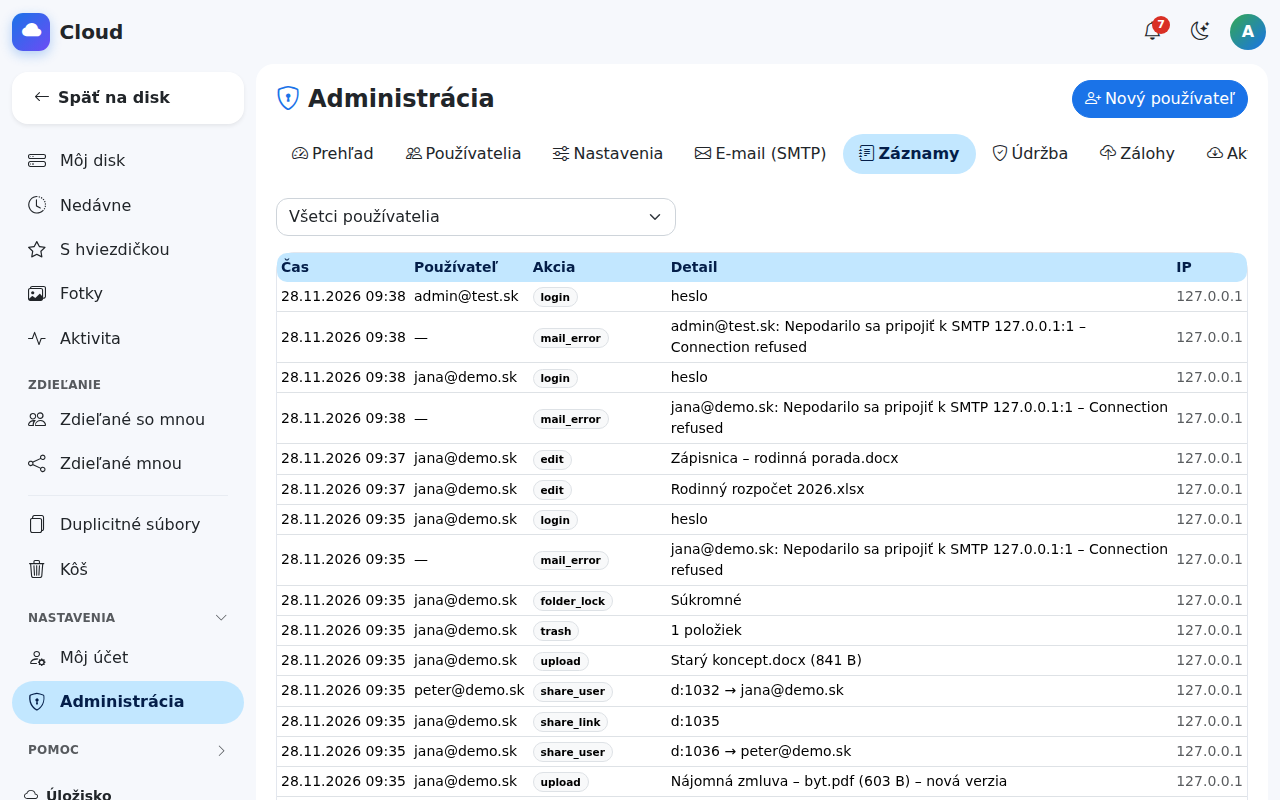 Cloud
7
A
Späť na disk
Môj disk
Nedávne
S hviezdičkou
Fotky
Aktivita
ZDIEĽANIE
Zdieľané so mnou
Zdieľané mnou
Duplicitné súbory
Kôš
NASTAVENIA
Môj účet
Administrácia
POMOC
Úložisko
Administrácia
Nový používateľ
Prehľad Používatelia Nastavenia E-mail (SMTP) Záznamy Údržba Zálohy Ak
Všetci používatelia
Čas Používateľ Akcia Detail IP
28.11.2026 09:38 admin@test.sk login heslo 127.0.0.1
28.11.2026 09:38 — mail_error admin@test.sk: Nepodarilo sa pripojiť k SMTP 127.0.0.1:1 – 127.0.0.1
Connection refused
28.11.2026 09:38 jana@demo.sk login heslo 127.0.0.1
28.11.2026 09:38 — mail_error jana@demo.sk: Nepodarilo sa pripojiť k SMTP 127.0.0.1:1 – Connection 127.0.0.1
refused
28.11.2026 09:37 jana@demo.sk edit Zápisnica – rodinná porada.docx 127.0.0.1
28.11.2026 09:37 jana@demo.sk edit Rodinný rozpočet 2026.xlsx 127.0.0.1
28.11.2026 09:35 jana@demo.sk login heslo 127.0.0.1
28.11.2026 09:35 — mail_error jana@demo.sk: Nepodarilo sa pripojiť k SMTP 127.0.0.1:1 – Connection 127.0.0.1
refused
28.11.2026 09:35 jana@demo.sk folder_lock Súkromné 127.0.0.1
28.11.2026 09:35 jana@demo.sk trash 1 položiek 127.0.0.1
28.11.2026 09:35 jana@demo.sk upload Starý koncept.docx (841 B) 127.0.0.1
28.11.2026 09:35 peter@demo.sk share_user d:1032 → jana@demo.sk 127.0.0.1
28.11.2026 09:35 jana@demo.sk share_link d:1035 127.0.0.1
28.11.2026 09:35 jana@demo.sk share_user d:1036 → peter@demo.sk 127.0.0.1
28.11.2026 09:35 jana@demo.sk upload Nájomná zmluva – byt.pdf (603 B) – nová verzia 127.0.0.1